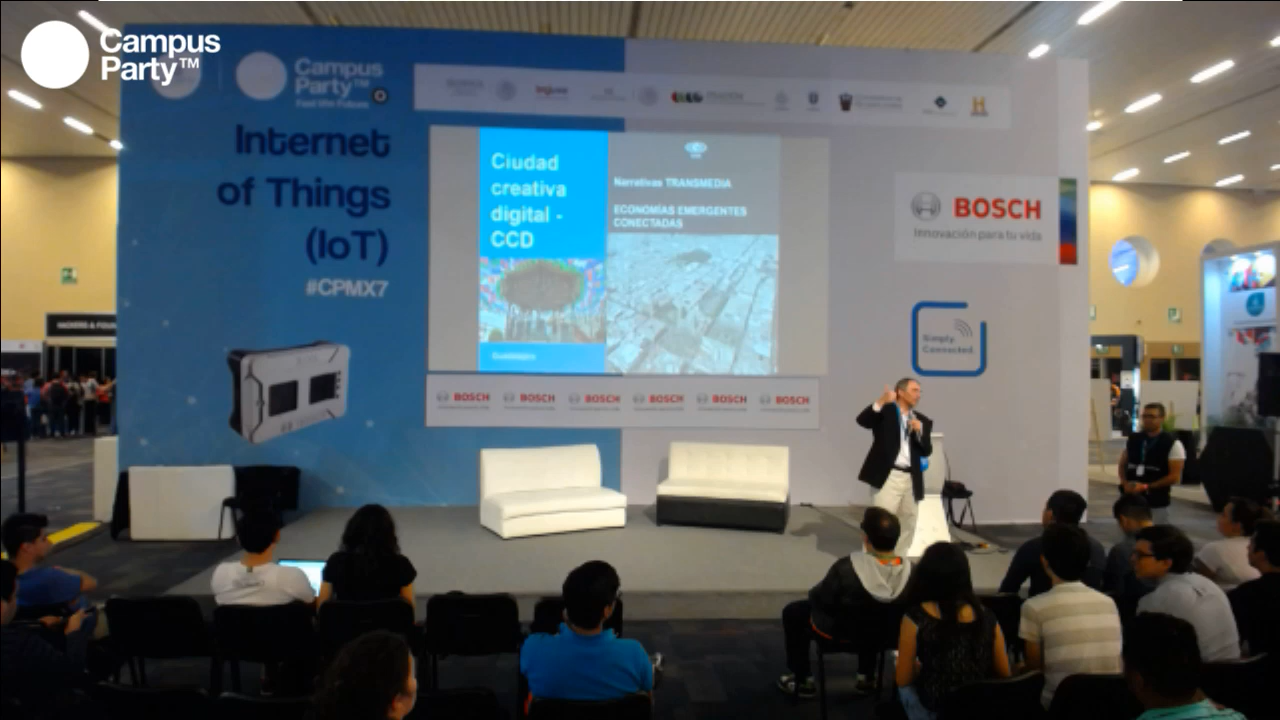 Campus
Party™
Campus
Party™
Feel the Future
Internet
of Things
(IoT)
#CPMX7
Ciudad
creativa
digital -
CCD
Narrativas TRANSMEDIA
ECONOMÍAS EMERGENTES
CONECTADAS
BOSCH
Innovación para tu vida
Simply
Connected.
BOSCH
BOSCH
BOSCH
BOSCH
BOSCH
BOSCH